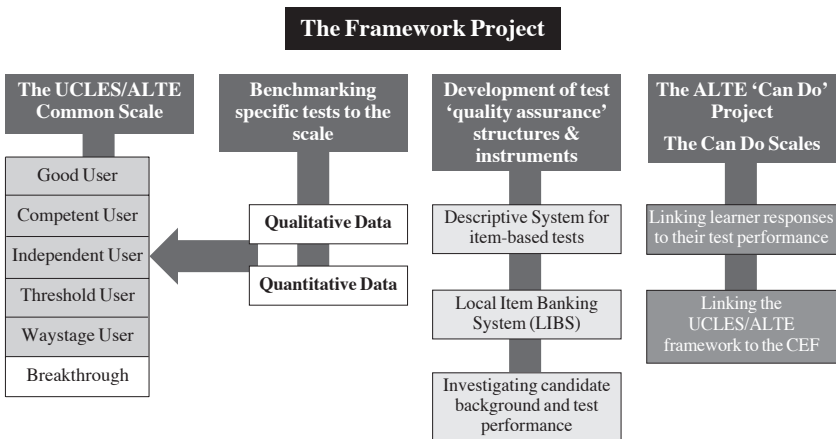 The Framework Project
The UCLES/ALTE
Common Scale
Good User
Competent User
Independent User
Threshold User
Waystage User
Breakthrough
Benchmarking
specific tests to the
scale
Qualitative Data
Quantitative Data
Development of test
‘quality assurance’
structures &
instruments
Descriptive System for
item-based tests
Local Item Banking
System (LIBS)
Investigating candidate
background and test
performance
The ALTE ‘Can Do’
Project
The Can Do Scales
Linking learner responses
to their test performance
Linking the
UCLES/ALTE
framework to the CEF